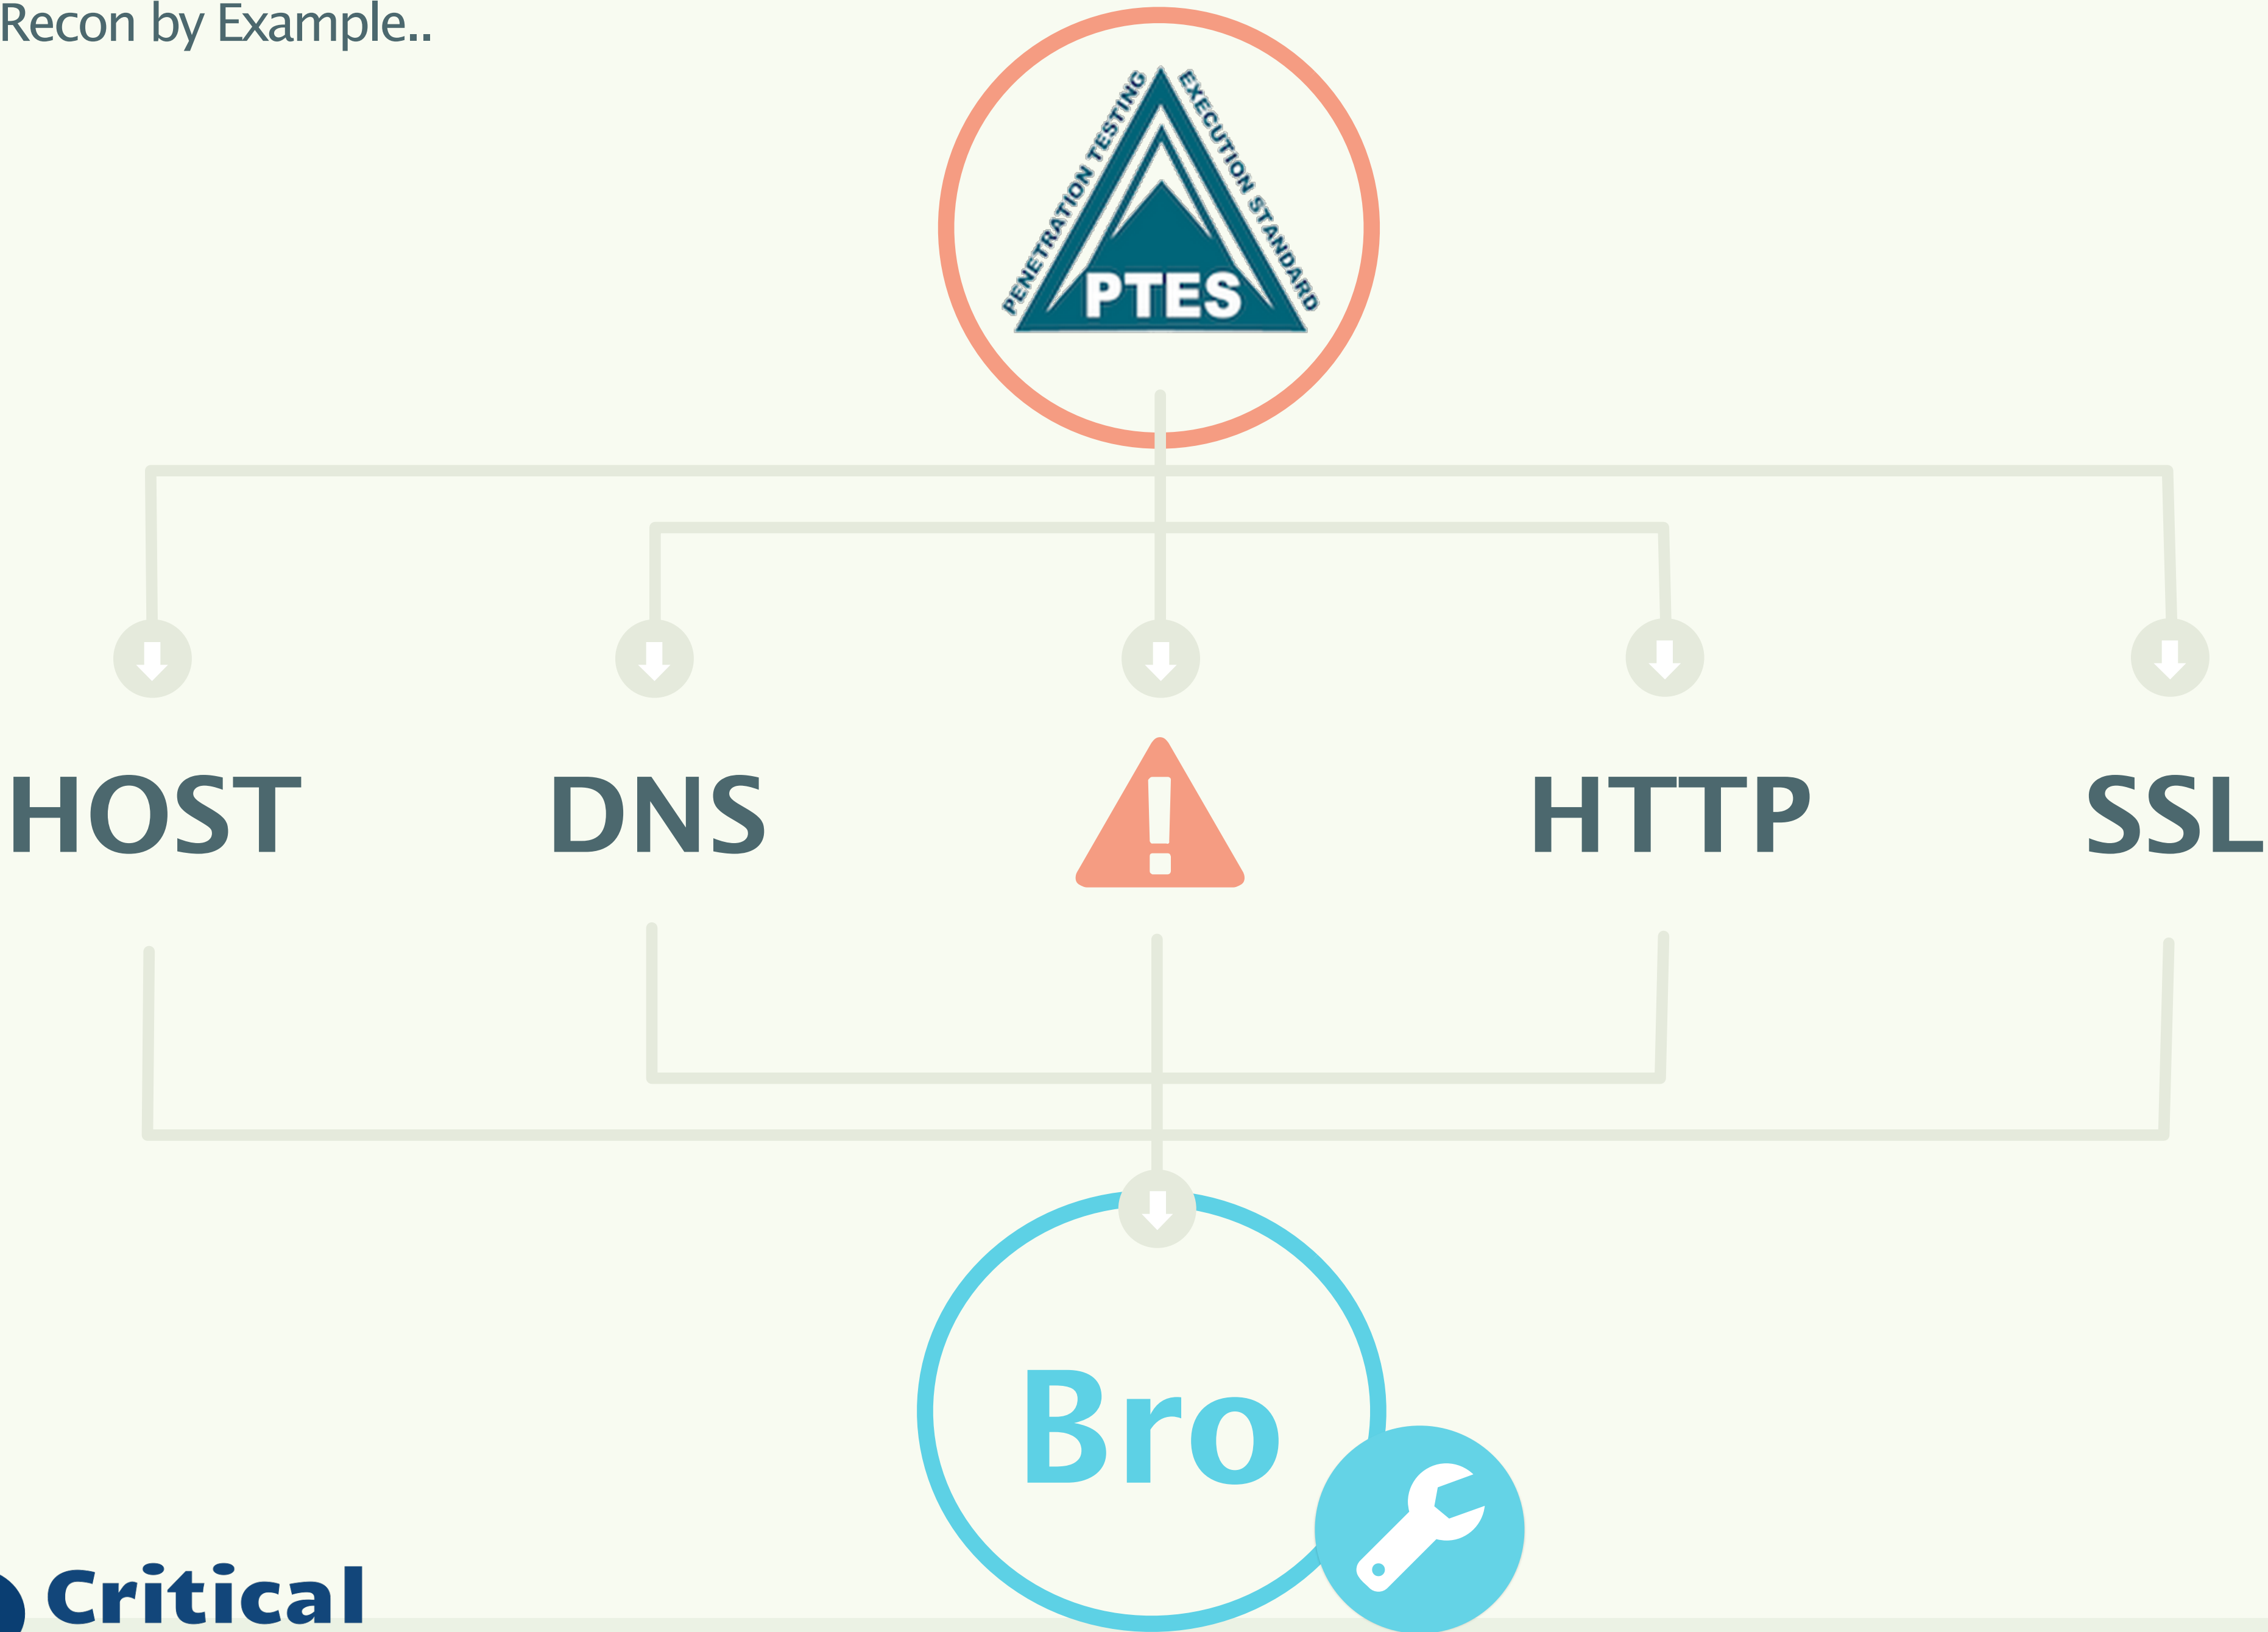 Recon by Example..
PENETRATION TESTING
EXECUTION STANDARD
PTES
HOST
DNS
!
HTTP
SSL
Bro
Critical